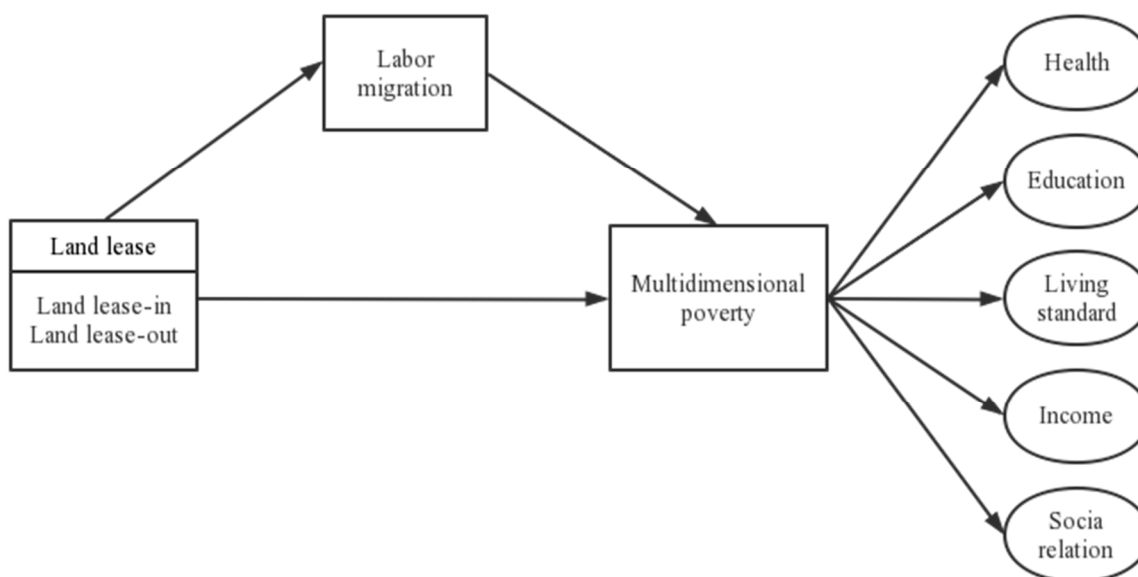 Labor
migration
Land lease
Land lease-in
Land lease-out
Multidimensional
poverty
Health
Education
Living
standard
Income
Socia
relation